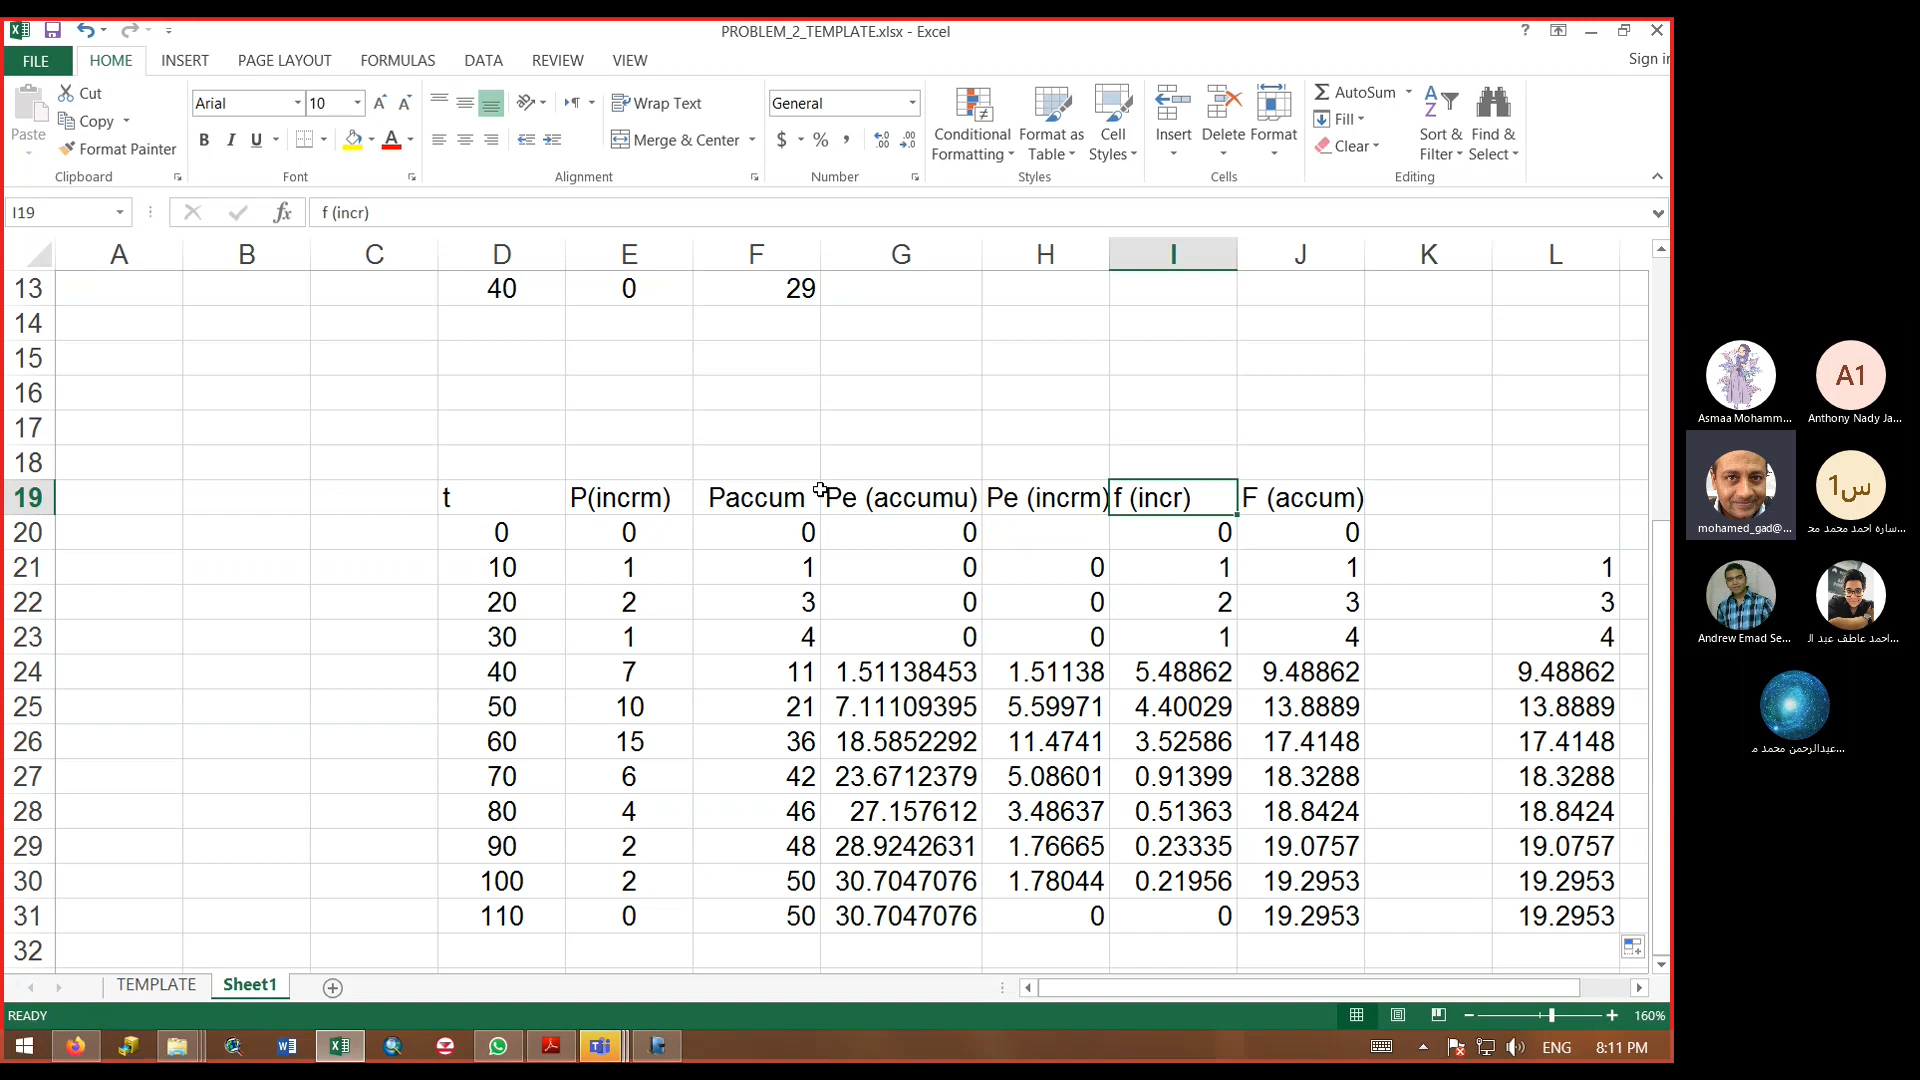 PROBLEM_2_TEMPLATE.xlsx - Excel
?
FILE HOME INSERT PAGE LAYOUT FORMULAS DATA REVIEW VIEW
Sign in
Paste
Cut
Copy
Format Painter
Clipboard
Arial 10
B I U
Font
Wrap Text
Merge & Center
Alignment
General
$ % ,
Number
Conditional Formatting
Format as Table
Cell Styles
Styles
Insert Delete Format
Cells
AutoSum
Fill
Clear
Sort & Filter
Find & Select
Editing
I19 fx f (incr)
A B C D E F G H I J K L
13 40 0 29
14
15
16
17
18
19 t P(incrm) Paccum Pe (accumu) Pe (incrm) f (incr) F (accum)
20 0 0 0 0 0 0
21 10 1 1 0 0 1 1 1
22 20 2 3 0 0 2 3 3
23 30 1 4 0 0 1 4 4
24 40 7 11 1.51138453 1.51138 5.48862 9.48862 9.48862
25 50 10 21 7.11109395 5.59971 4.40029 13.8889 13.8889
26 60 15 36 18.5852292 11.4741 3.52586 17.4148 17.4148
27 70 6 42 23.6712379 5.08601 0.91399 18.3288 18.3288
28 80 4 46 27.157612 3.48637 0.51363 18.8424 18.8424
29 90 2 48 28.9242631 1.76665 0.23335 19.0757 19.0757
30 100 2 50 30.7047076 1.78044 0.21956 19.2953 19.2953
31 110 0 50 30.7047076 0 0 19.2953 19.2953
32
TEMPLATE Sheet1
READY
160%
ENG 8:11 PM
Asmaa Mohamm...
A1
Anthony Nady Ja...
mohamed_gad@...
س1
ساره احمد محمد مح...
Andrew Emad Se...
احمد عاطف عبد ال...
عبدالرحمن محمد م...